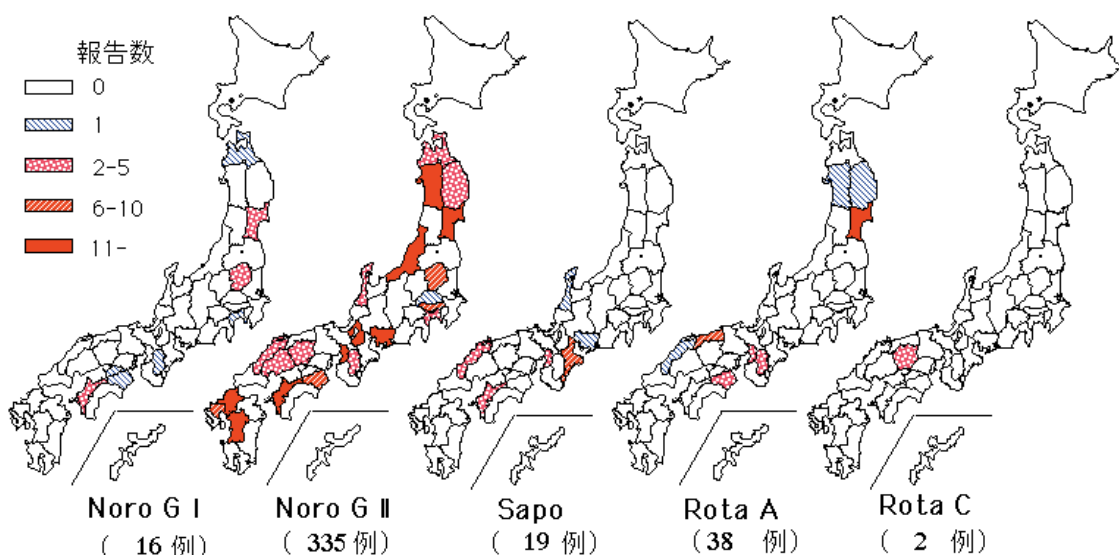 報告数
0
1
2-5
6-10
11-
Noro G Ⅰ
( 16 例)
Noro G Ⅱ
( 335 例)
Sapo
( 19 例)
Rota A
(38 例)
Rota C
( 2 例)